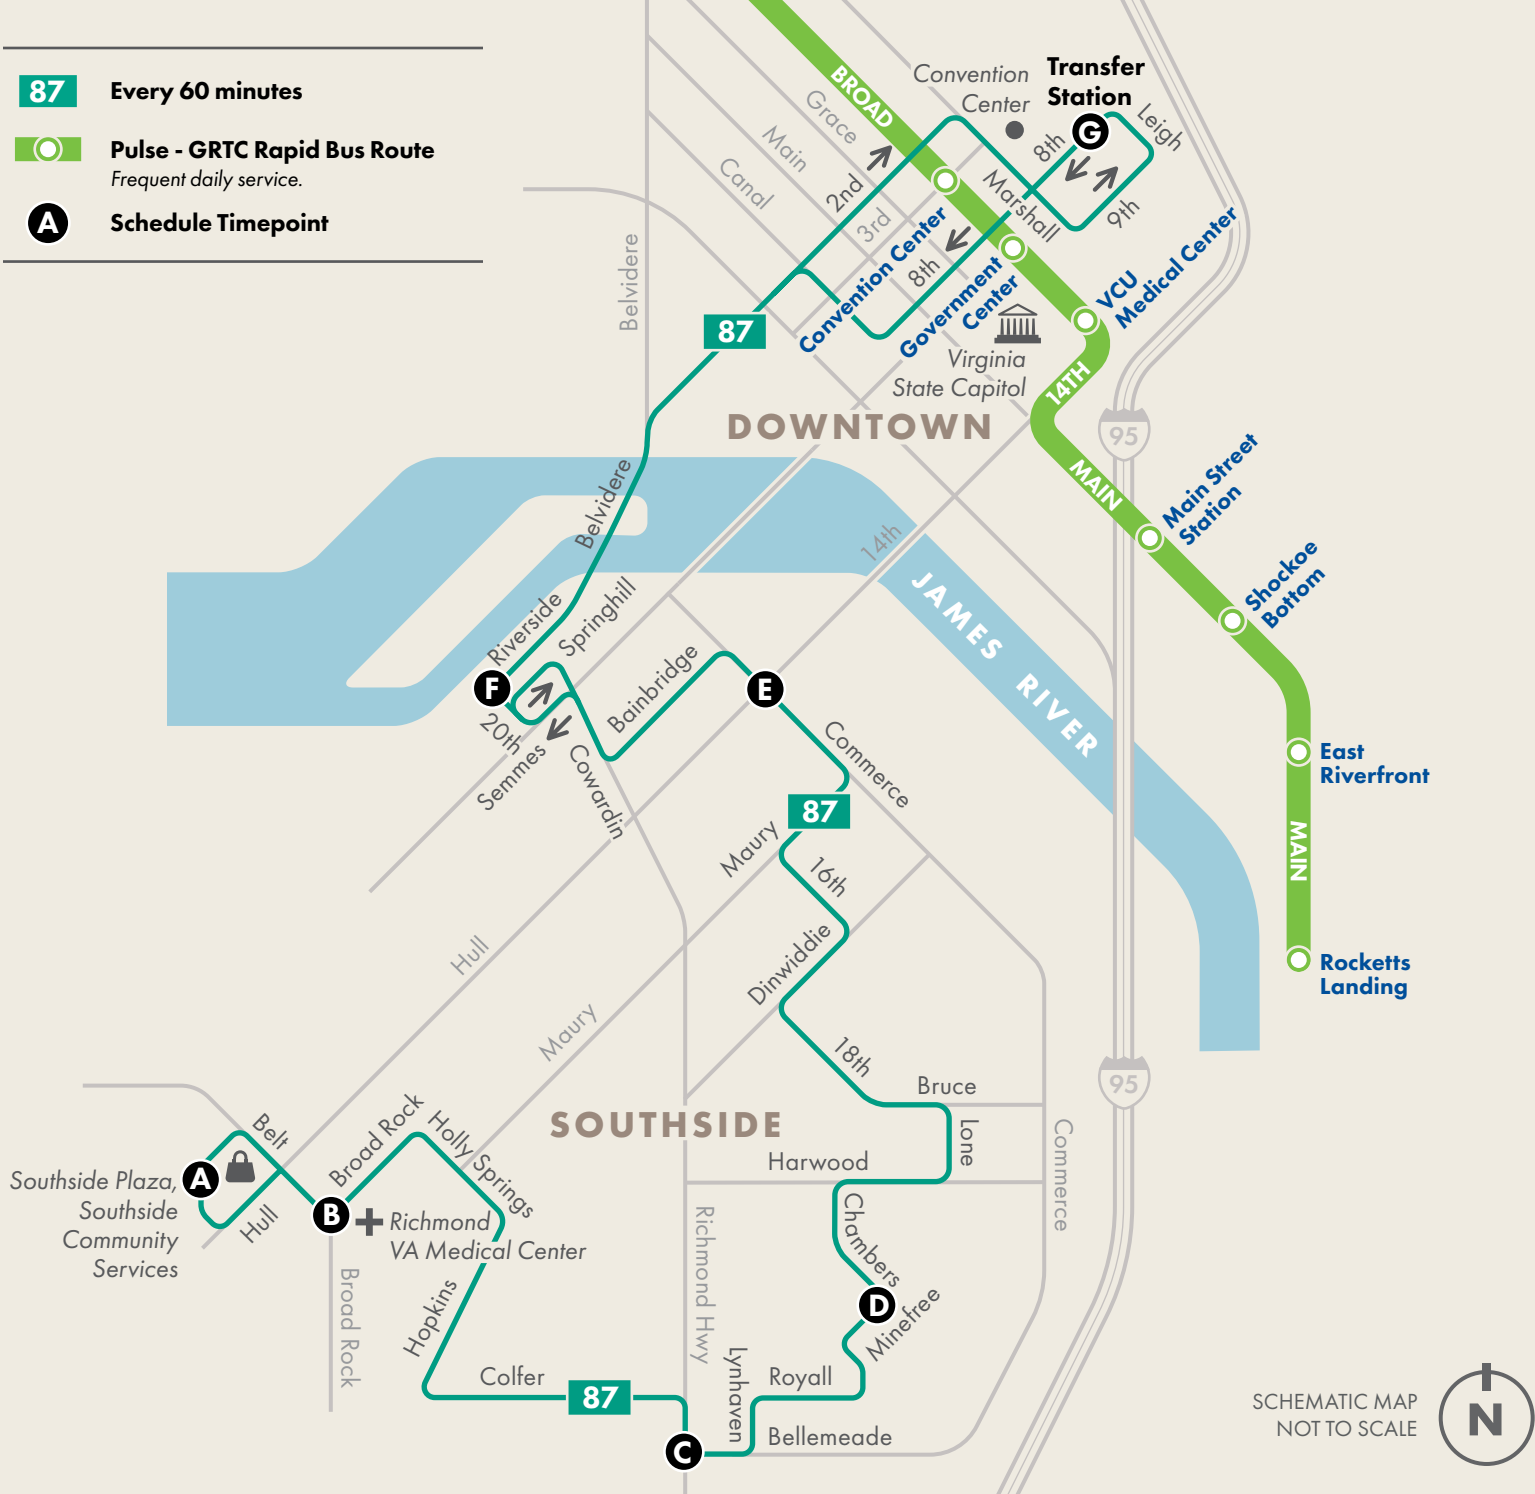 87
Every 60 minutes
Pulse - GRTC Rapid Bus Route
Frequent daily service.
A
Schedule Timepoint
BROAD
Grace
Main
Canal
Convention
Center
Transfer
Station
G
Leigh
8th
9th
Marshall
2nd
3rd
8th
Belvidere
87
Convention Center
Government
Center
VCU
Medical Center
Virginia
State Capitol
14TH
DOWNTOWN
95
MAIN
Main Street
Station
Belvidere
14th
Shockoe
Bottom
JAMES RIVER
Riverside
Springhill
F
20th
Semmes
Cowardin
Bainbridge
E
Commerce
East
Riverfront
87
Maury
16th
MAIN
Hull
Dinwiddie
Rocketts
Landing
Maury
18th
95
Bruce
Lone
SOUTHSIDE
Commerce
Harwood
Belt
Broad Rock
Holly Springs
A
Southside Plaza,
Southside
Community
Services
Hull
B
Richmond
VA Medical Center
Richmond Hwy
Chambers
D
Minefree
Broad Rock
Hopkins
Colfer
87
Lynhaven
Royall
C
Bellemeade
SCHEMATIC MAP
NOT TO SCALE
N